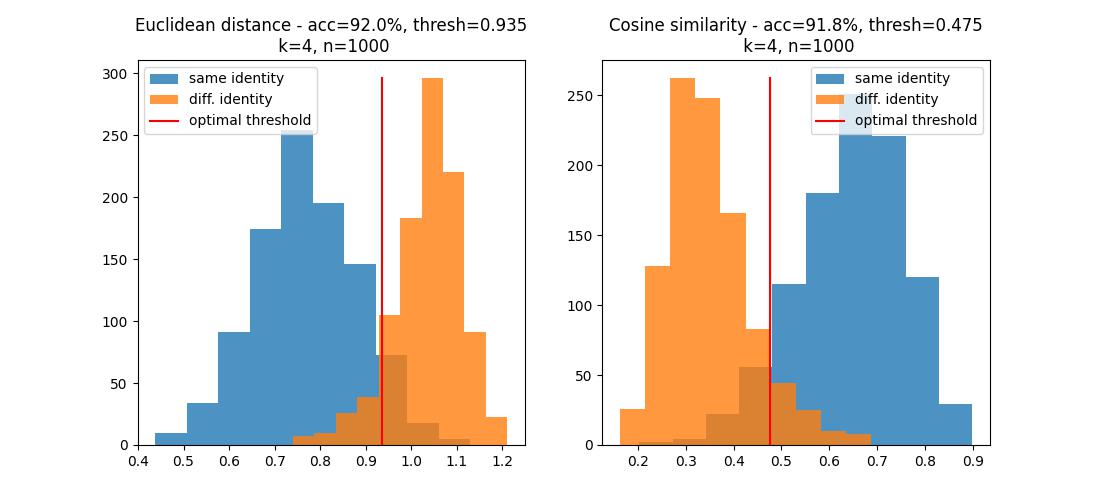 Euclidean distance - acc=92.0%, thresh=0.935
k=4, n=1000
same identity
diff. identity
optimal threshold
300
250
200
150
100
50
0
0.4 0.5 0.6 0.7 0.8 0.9 1.0 1.1 1.2
Cosine similarity - acc=91.8%, thresh=0.475
k=4, n=1000
same identity
diff. identity
optimal threshold
250
200
150
100
50
0
0.2 0.3 0.4 0.5 0.6 0.7 0.8 0.9